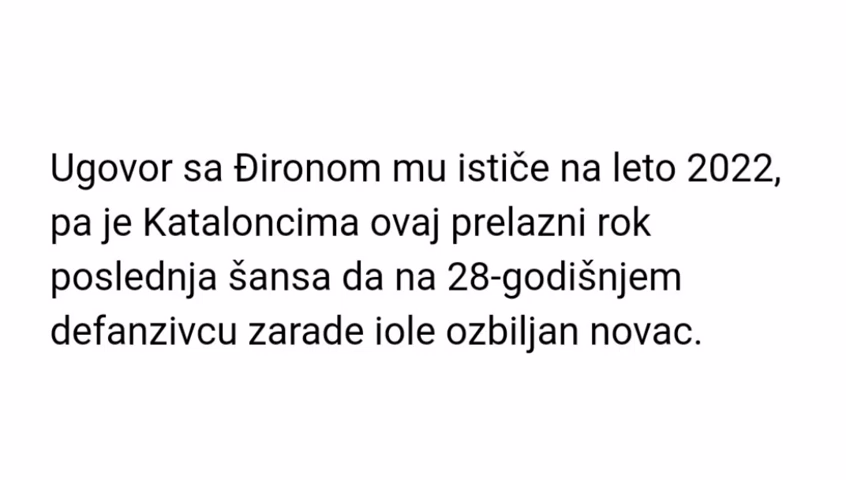 Ugovor sa Đironom mu ističe na leto 2022,
pa je Kataloncima ovaj prelazni rok
poslednja šansa da na 28-godišnjem
defanzivcu zarade iole ozbiljan novac.